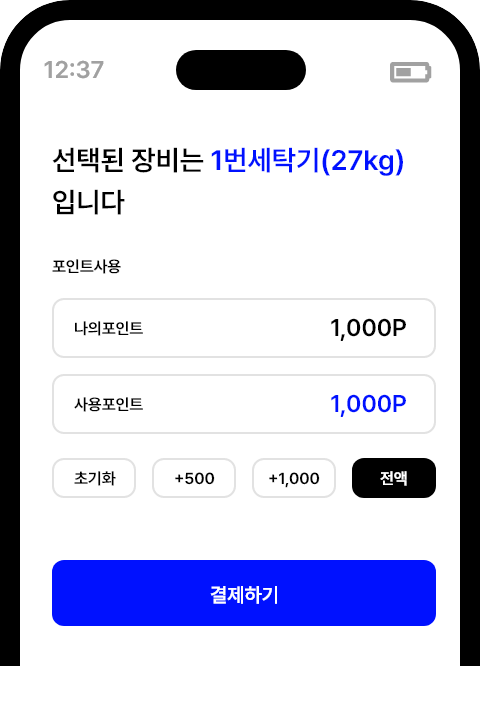 12:37
선택된 장비는 1번세탁기(27kg)
입니다
포인트사용
나의포인트 1,000P
사용포인트 1,000P
초기화 +500 +1,000 전액
결제하기